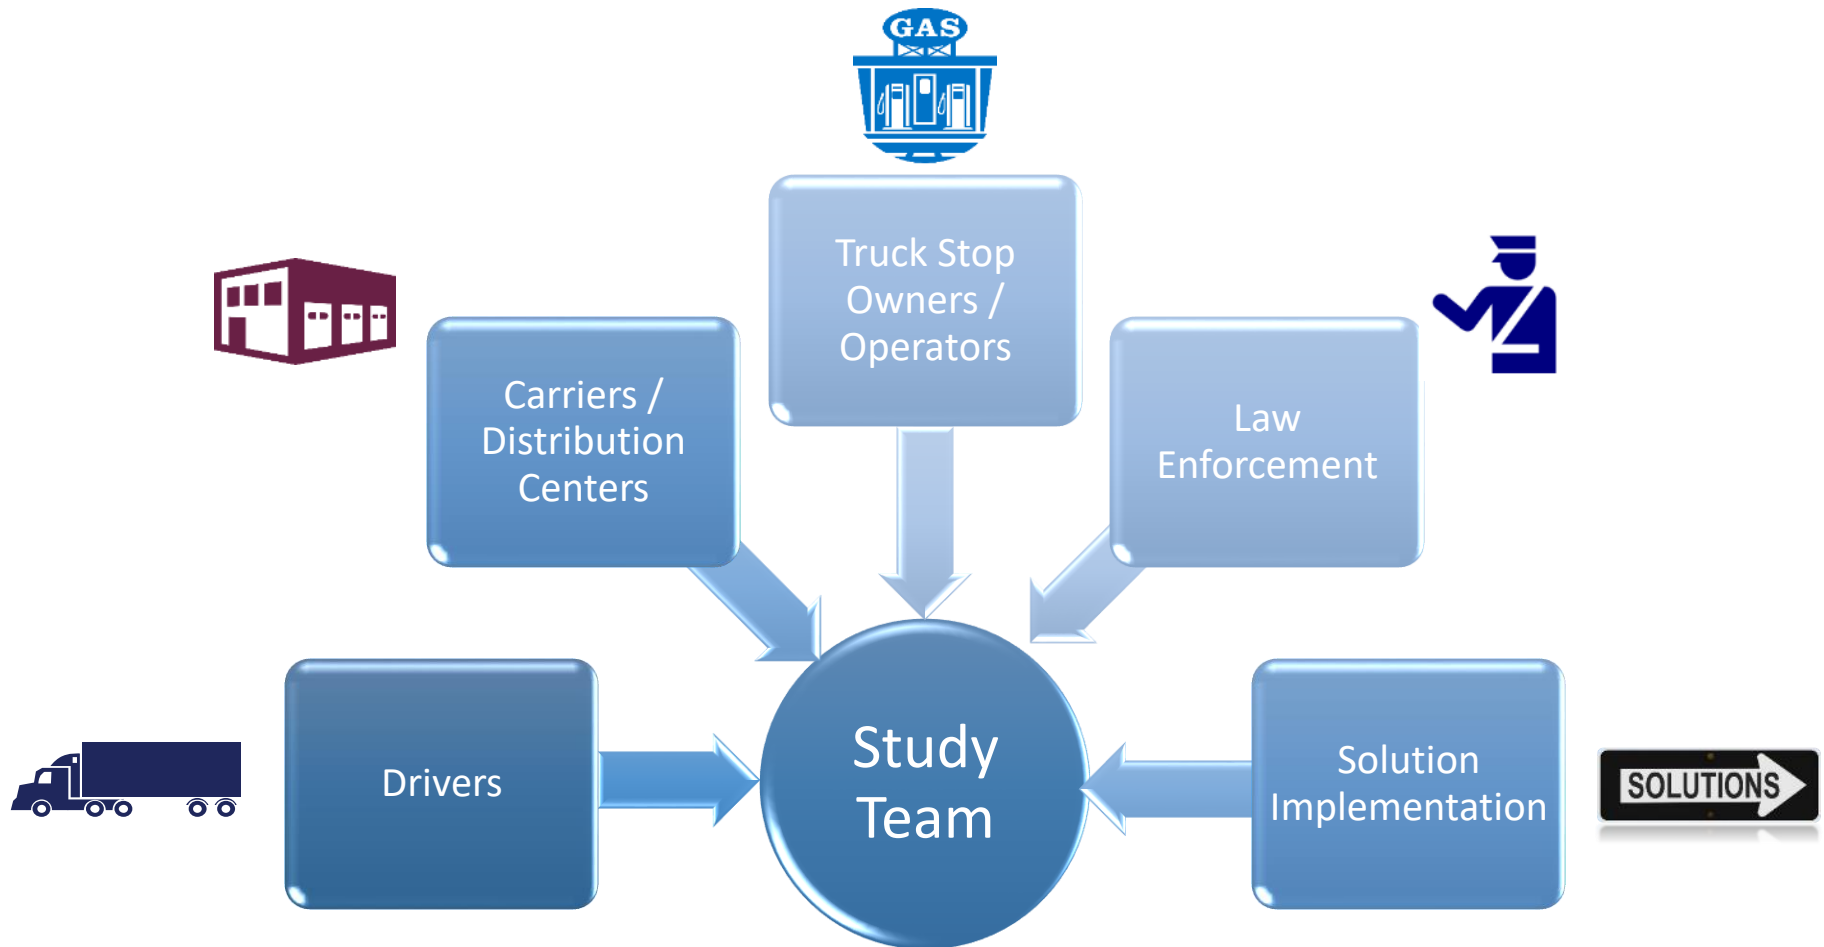 GAS
Truck Stop
Owners /
Operators
Carriers /
Distribution
Centers
Law
Enforcement
Drivers
Study
Team
Solution
Implementation
SOLUTIONS